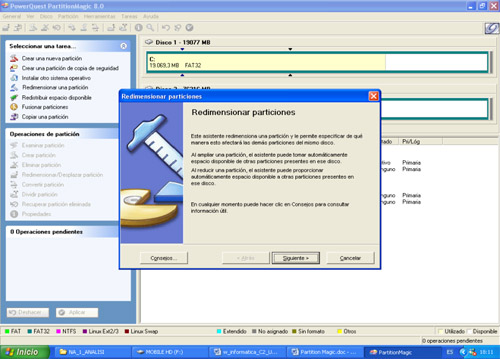 PowerQuest PartitionMagic 8.0
General Ver Disco Partición Herramientas Tareas Ayuda
Seleccionar una tarea...
Crear una nueva partición
Crear una partición de copia de seguridad
Instalar otro sistema operativo
Redimensionar una partición
Redistribuir espacio disponible
Fusionar particiones
Copiar una partición
Operaciones de partición
Examinar partición
Crear partición
Eliminar partición
Redimensionar/Desplazar partición
Convertir partición
Dividir partición
Recuperar partición eliminada
Propiedades
0 Operaciones pendientes
Deshacer
Aplicar
Disco 1 - 19077 MB
C:
19.069,3 MB FAT32
Redimensionar particiones
Redimensionar particiones
Este asistente redimensiona una partición y le permite especificar de qué
manera esto afectará las demás particiones del mismo disco.
Al ampliar una partición, el asistente puede tomar automáticamente
espacio disponible de otras particiones presentes en ese disco.
Al reducir una partición, el asistente puede proporcionar
automáticamente espacio disponible a otras particiones presentes en
ese disco.
En cualquier momento puede hacer clic en Consejos para consultar
información útil.
Consejos...
< Atrás
Siguiente >
Cancelar
Pri/Lóg
Primaria
Primaria
Primaria
FAT
FAT32
NTFS
Linux Ext2/3
Linux Swap
Extendido
No asignado
Sin formato
Otros
Utilizado
Disponible
0 operaciones pendientes
Inicio
NA_1_ANALISI
MOBILE HD (F:)
Partition Magic.doc - ...
PartitionMagic
ES